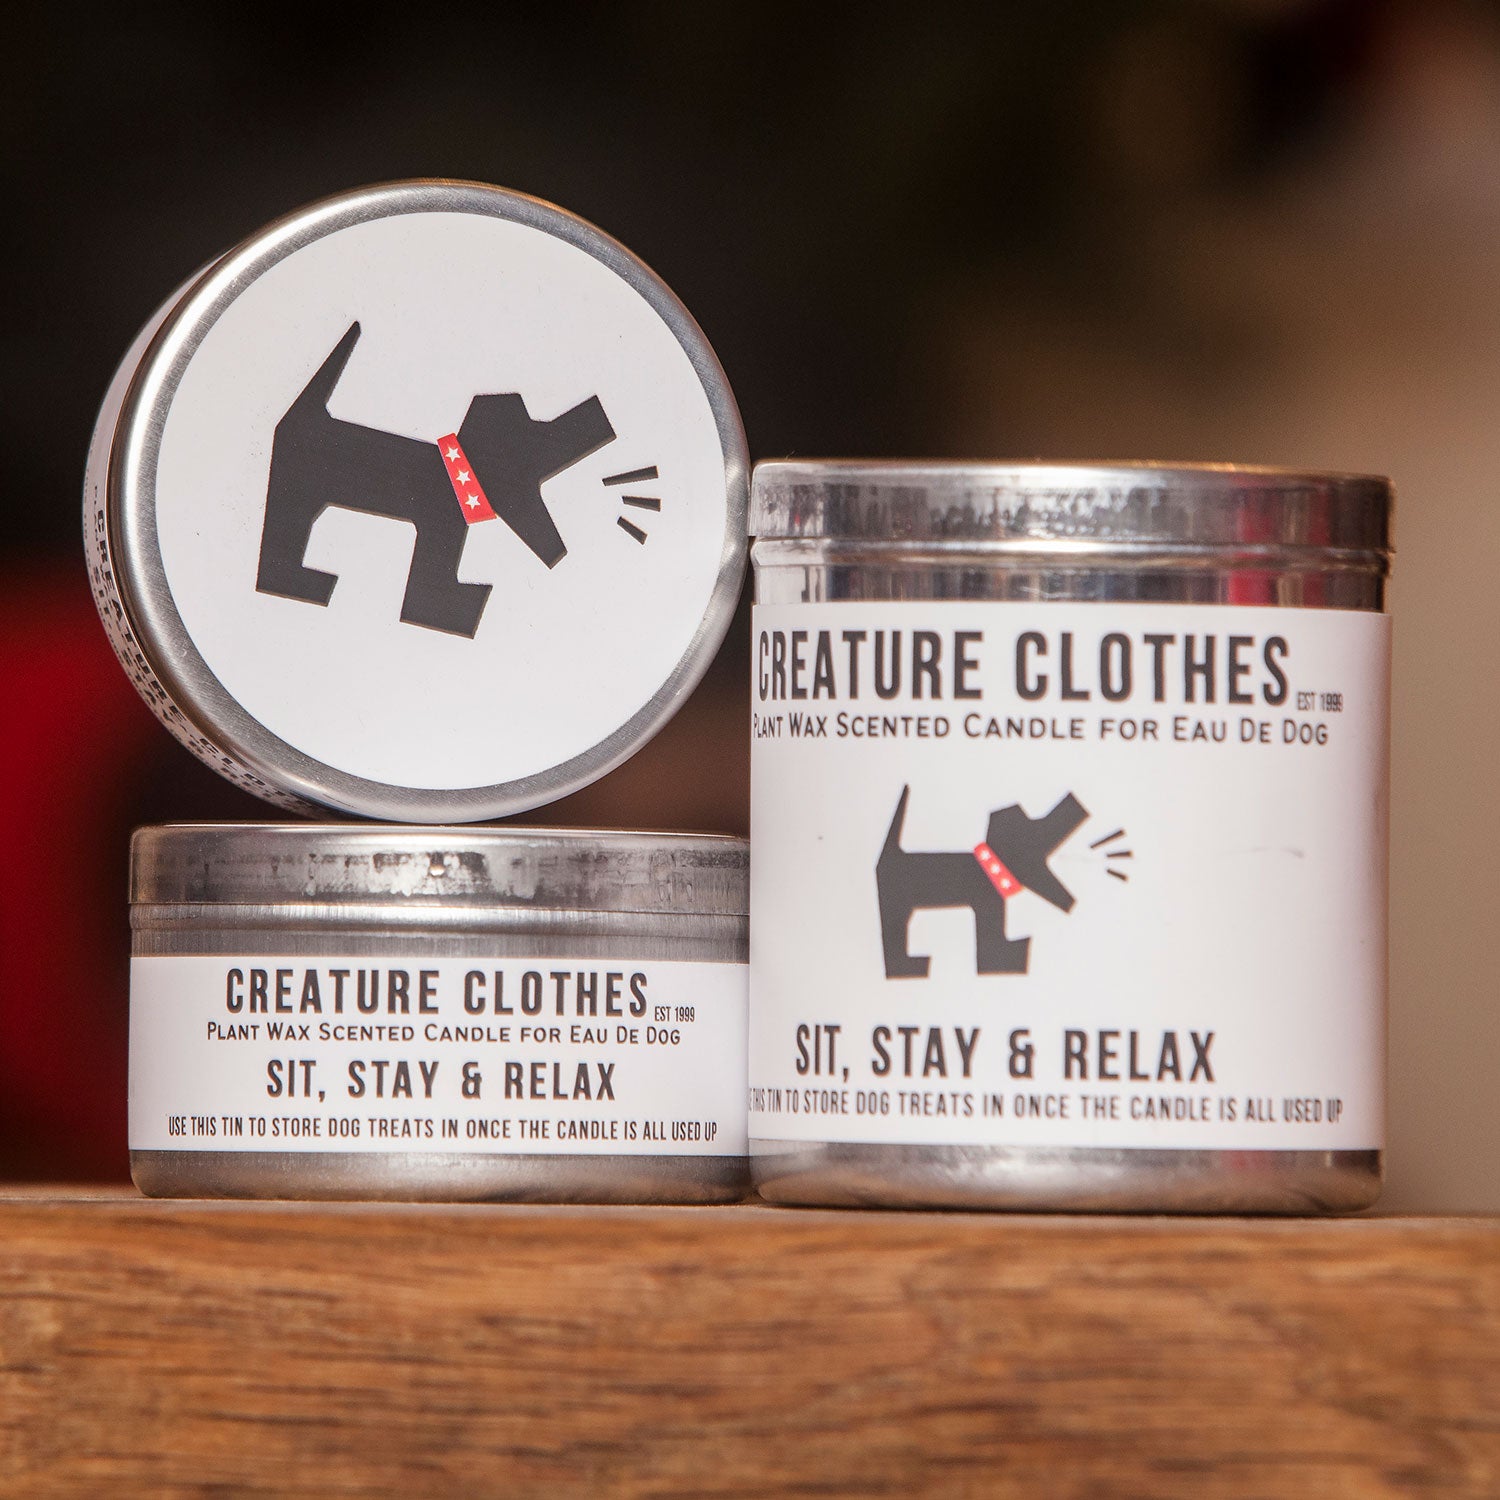 CREATURE CLOTHES EST 1999
PLANT WAX SCENTED CANDLE FOR EAU DE DOG
SIT, STAY & RELAX
USE THIS TIN TO STORE DOG TREATS IN ONCE THE CANDLE IS ALL USED UP
CREATURE CLOTHES EST 1999
PLANT WAX SCENTED CANDLE FOR EAU DE DOG
SIT, STAY & RELAX
THIS TIN TO STORE DOG TREATS IN ONCE THE CANDLE IS ALL USED UP